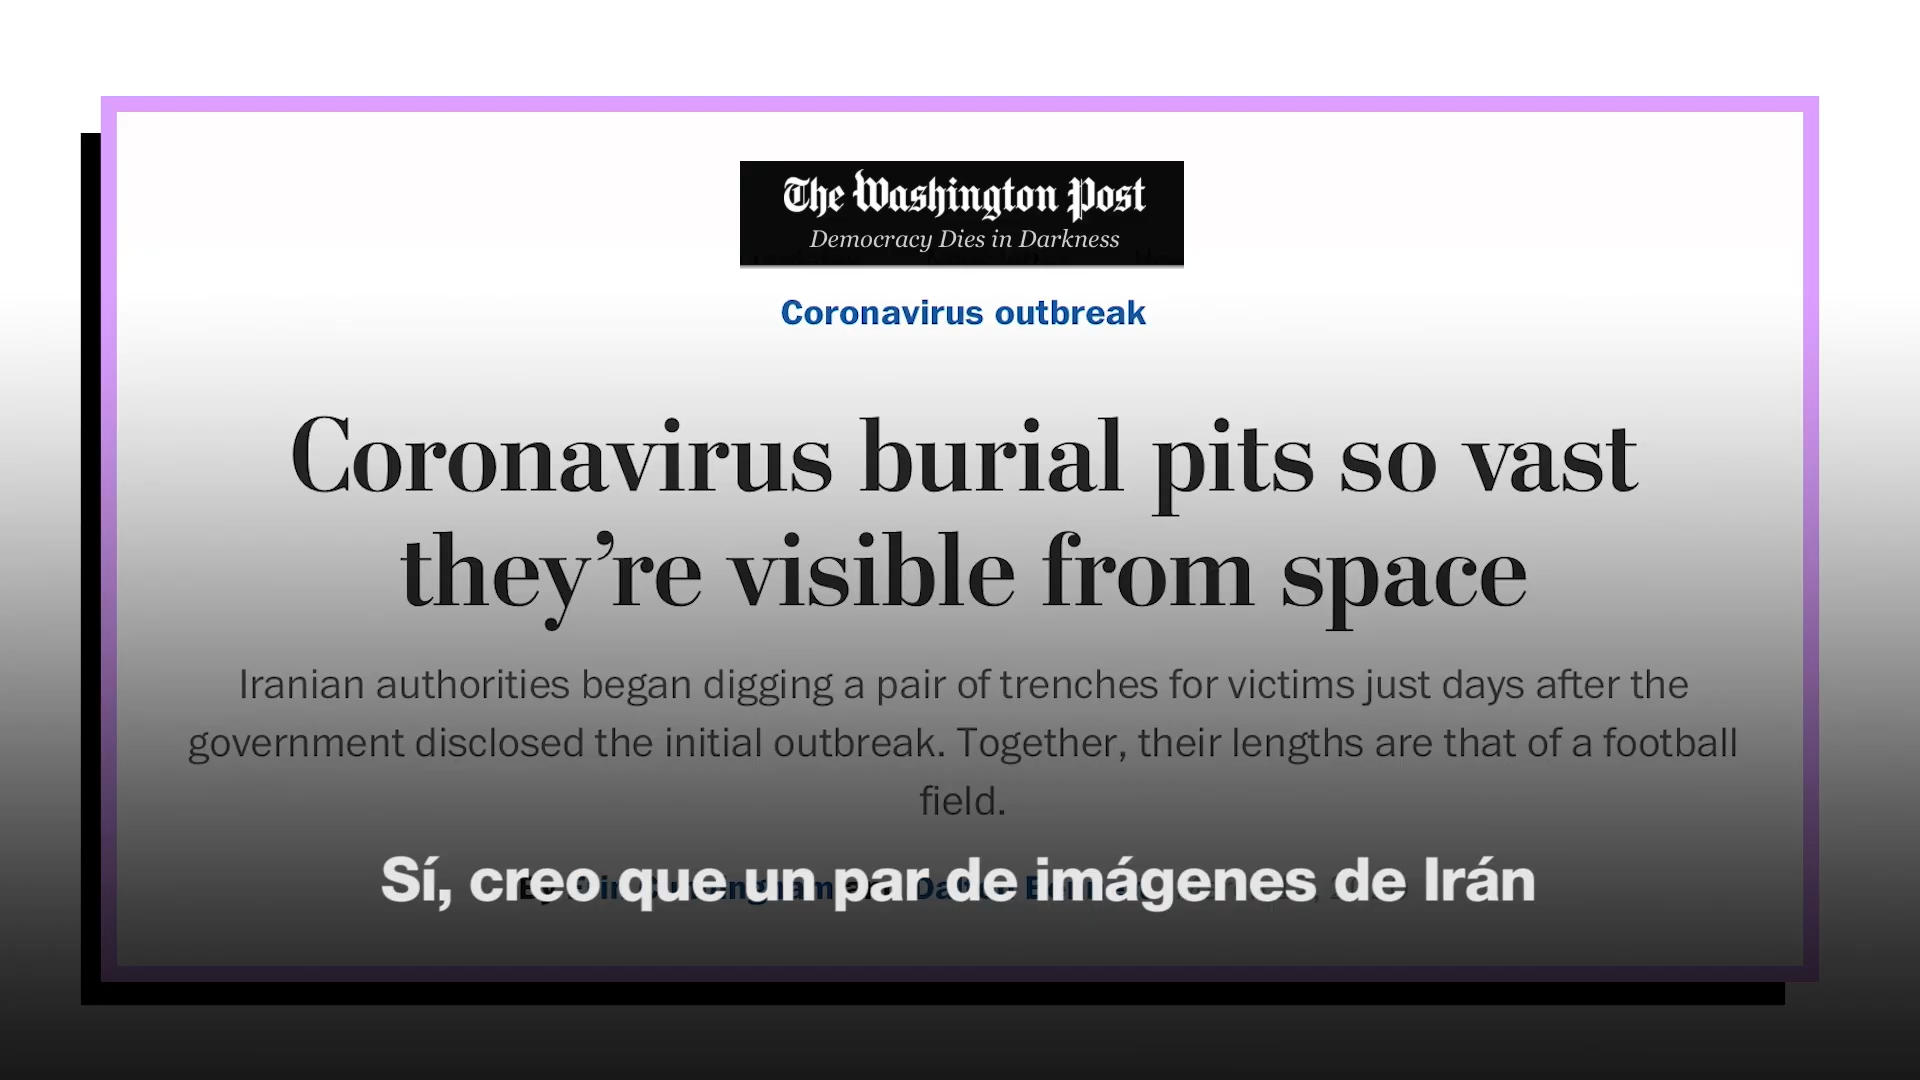 The Washington Post
Democracy Dies in Darkness
Coronavirus outbreak
Coronavirus burial pits so vast
they’re visible from space
Iranian authorities began digging a pair of trenches for victims just days after the
government disclosed the initial outbreak. Together, their lengths are that of a football
field.
Sí, creo que un par de imágenes de Irán